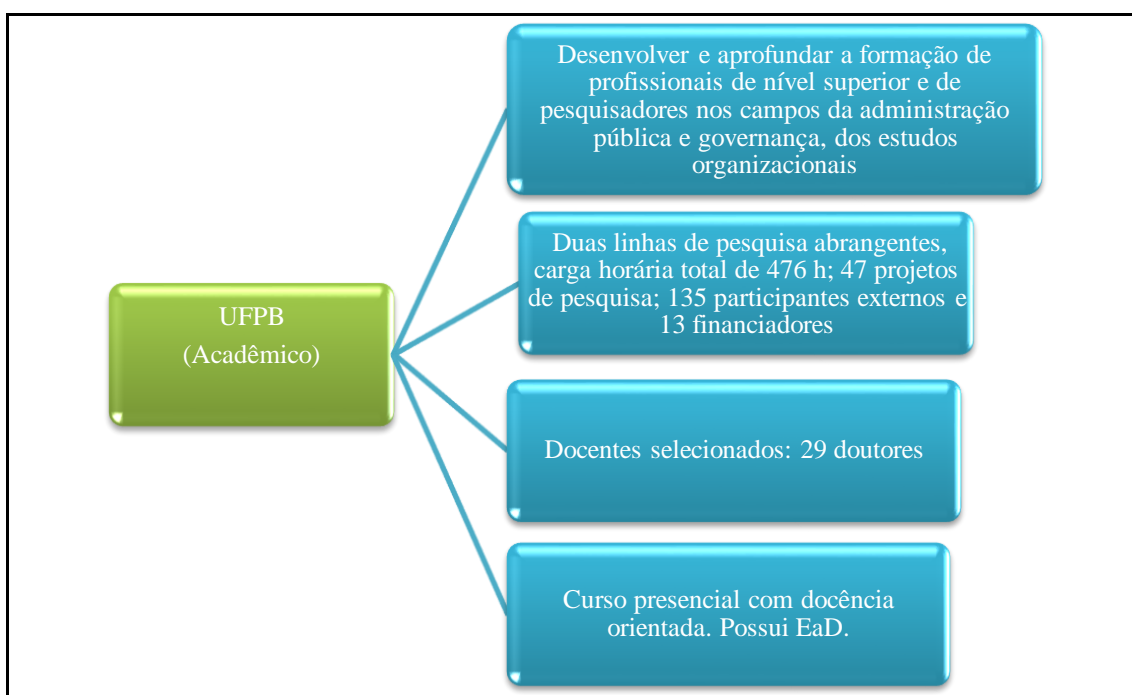 UFPB
(Acadêmico)
Desenvolver e aprofundar a formação de
profissionais de nível superior e de
pesquisadores nos campos da administração
pública e governança, dos estudos
organizacionais
Duas linhas de pesquisa abrangentes,
carga horária total de 476 h; 47 projetos
de pesquisa; 135 participantes externos e
13 financiadores
Docentes selecionados: 29 doutores
Curso presencial com docência
orientada. Possui EaD.